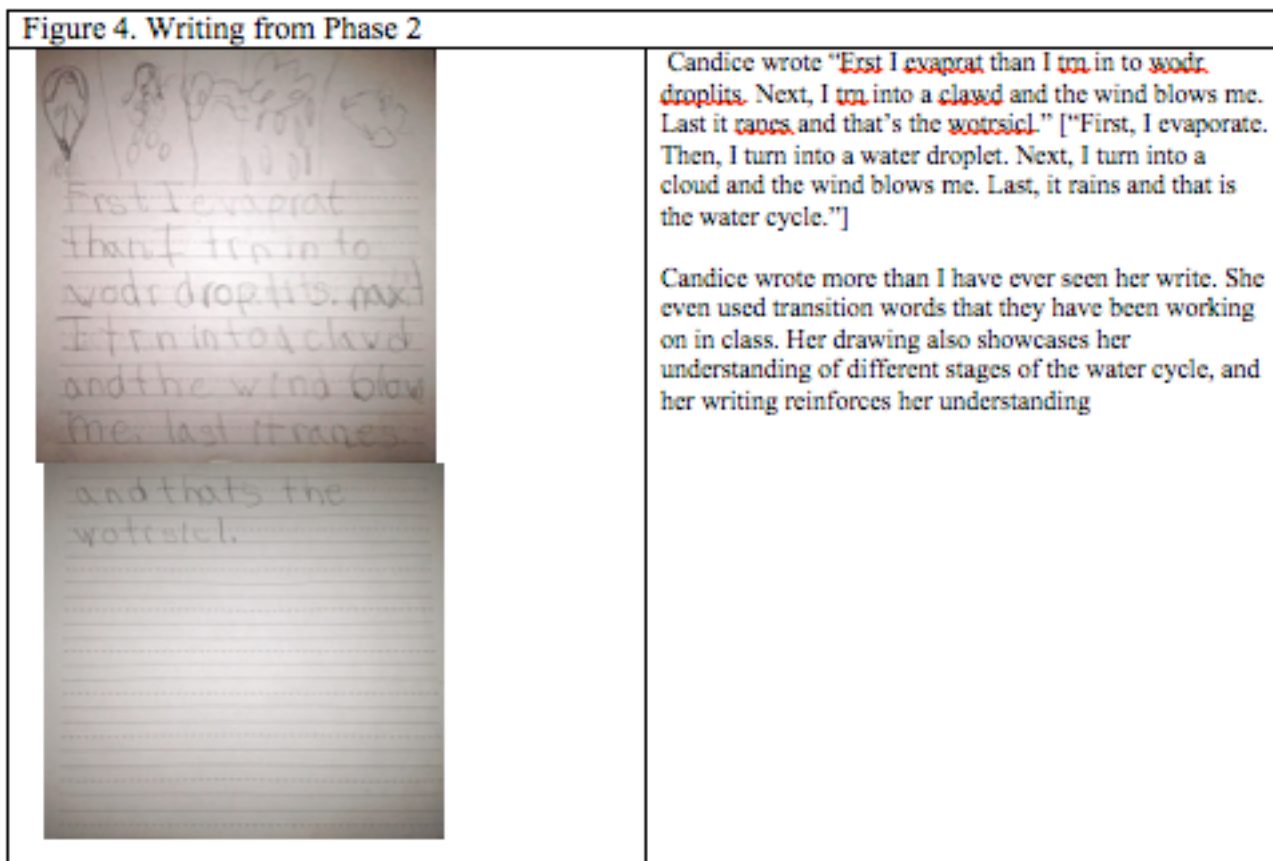 Figure 4. Writing from Phase 2
Frst I evaprat
than I trn in to
wodr droplits. naxt
I trn into a clawd
and the wind blow
me. last it ranes.
and thats the
wotrsicl.
Candice wrote “Frst I evaprat than I trn in to wodr
droplits. Next, I trn into a clawd and the wind blows me.
Last it ranes and that’s the wotrsicl.” [“First, I evaporate.
Then, I turn into a water droplet. Next, I turn into a
cloud and the wind blows me. Last, it rains and that is
the water cycle.”]
Candice wrote more than I have ever seen her write. She
even used transition words that they have been working
on in class. Her drawing also showcases her
understanding of different stages of the water cycle, and
her writing reinforces her understanding